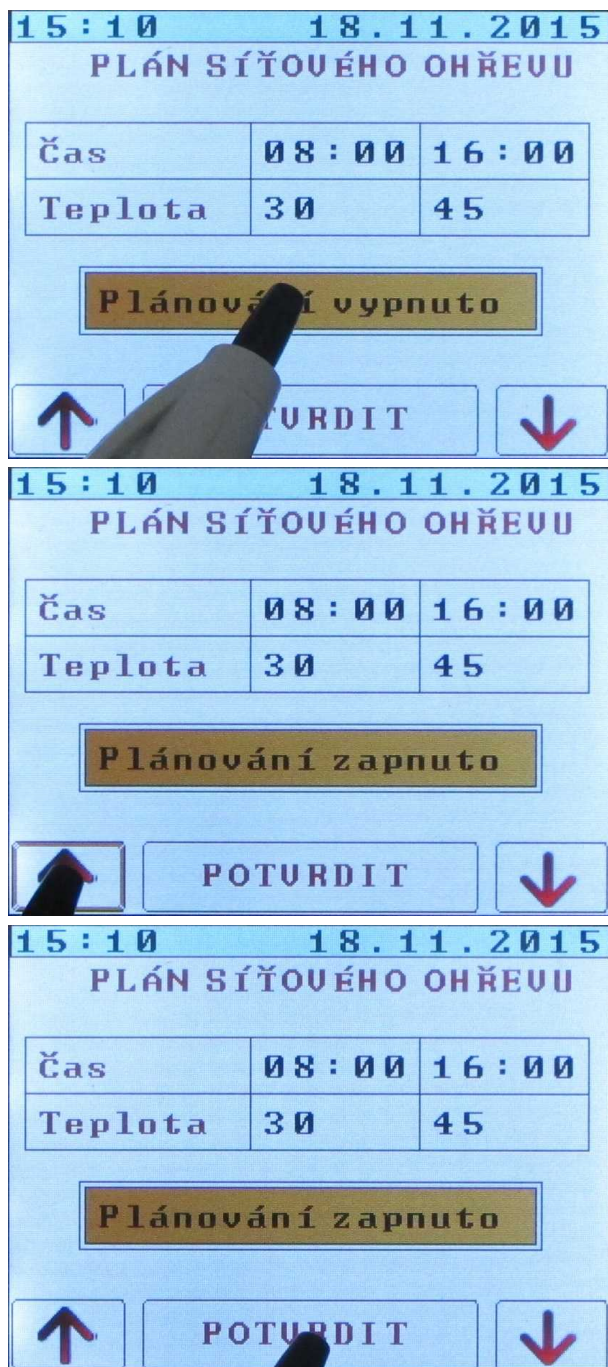 15:10 18.11.2015
PLÁN SÍŤOVÉHO OHŘEVU
Čas 08:00 16:00
Teplota 30 45
vypnuto
15:10 18.11.2015
PLÁN SÍŤOVÉHO OHŘEVU
Čas 08:00 16:00
Teplota 30 45
Plánování zapnuto
POTVRDIT
15:10 18.11.2015
PLÁN SÍŤOVÉHO OHŘEVU
Čas 08:00 16:00
Teplota 30 45
Plánování zapnuto
POTVRDIT